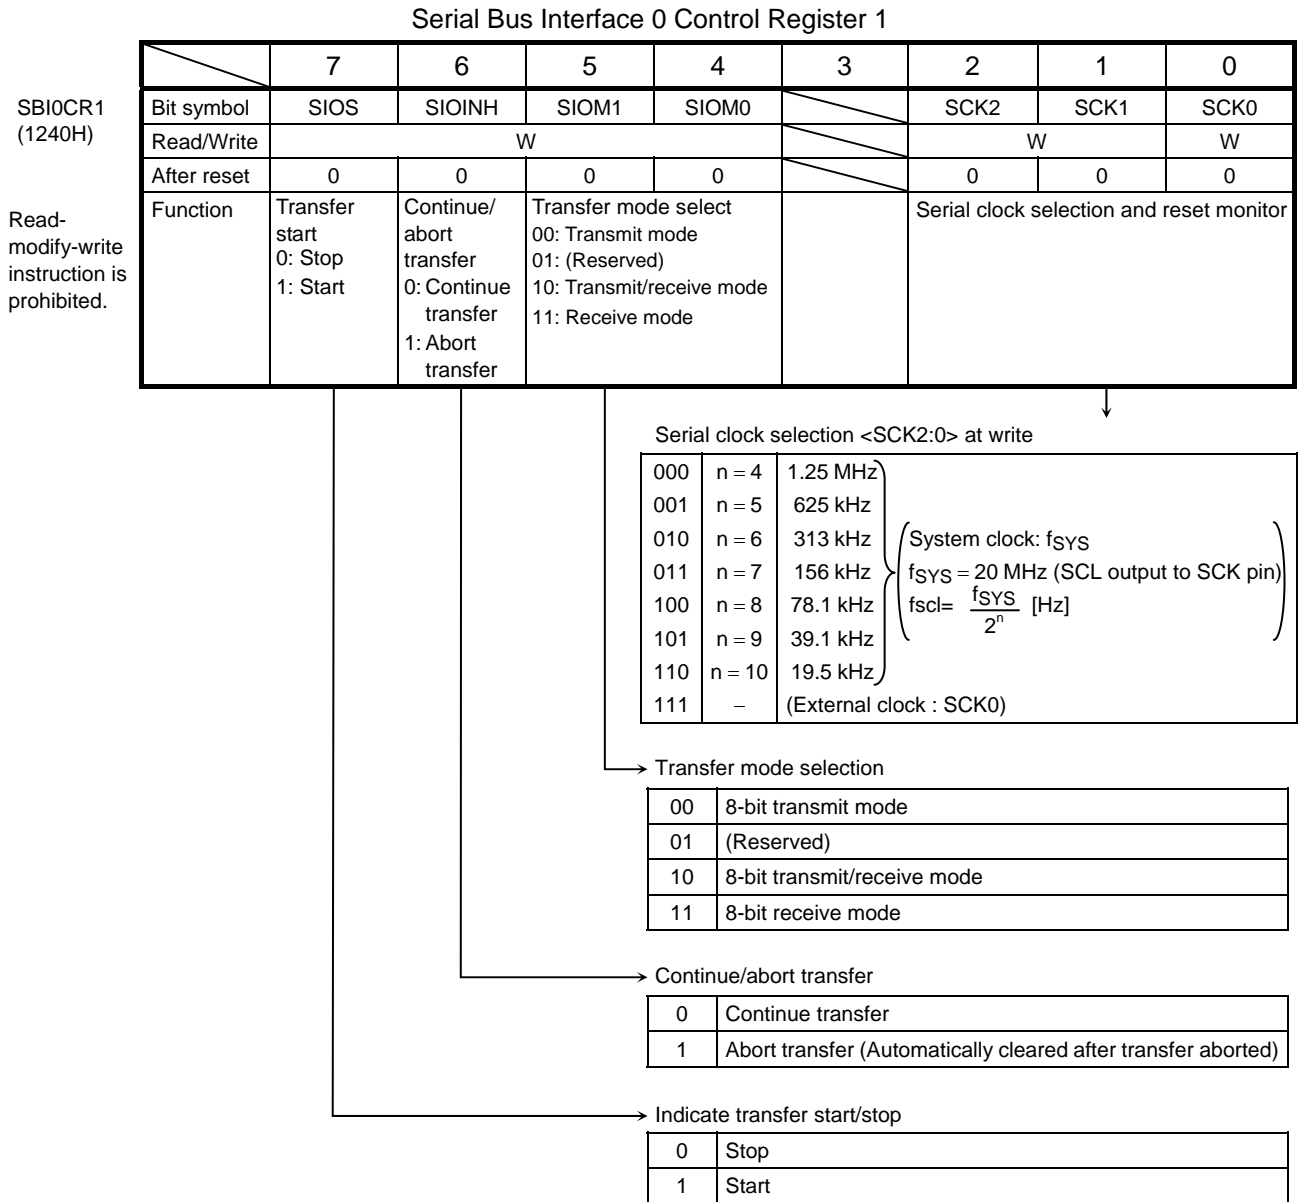 Serial Bus Interface 0 Control Register 1
7 6 5 4 3 2 1 0
SBI0CR1
(1240H)
Bit symbol SIOS SIOINH SIOM1 SIOM0 SCK2 SCK1 SCK0
Read/Write W W W
After reset 0 0 0 0 0 0 0
Read-
modify-write
instruction is
prohibited.
Function
Transfer
start
0: Stop
1: Start
Continue/
abort
transfer
0: Continue
transfer
1: Abort
transfer
Transfer mode select
00: Transmit mode
01: (Reserved)
10: Transmit/receive mode
11: Receive mode
Serial clock selection and reset monitor
Serial clock selection <SCK2:0> at write
000 n = 4 1.25 MHz
001 n = 5 625 kHz
010 n = 6 313 kHz
011 n = 7 156 kHz
100 n = 8 78.1 kHz
101 n = 9 39.1 kHz
110 n = 10 19.5 kHz
111 – (External clock : SCK0)
System clock: fSYS
fSYS = 20 MHz (SCL output to SCK pin)
fscl= fSYS/2^n [Hz]
Transfer mode selection
00 8-bit transmit mode
01 (Reserved)
10 8-bit transmit/receive mode
11 8-bit receive mode
Continue/abort transfer
0 Continue transfer
1 Abort transfer (Automatically cleared after transfer aborted)
Indicate transfer start/stop
0 Stop
1 Start